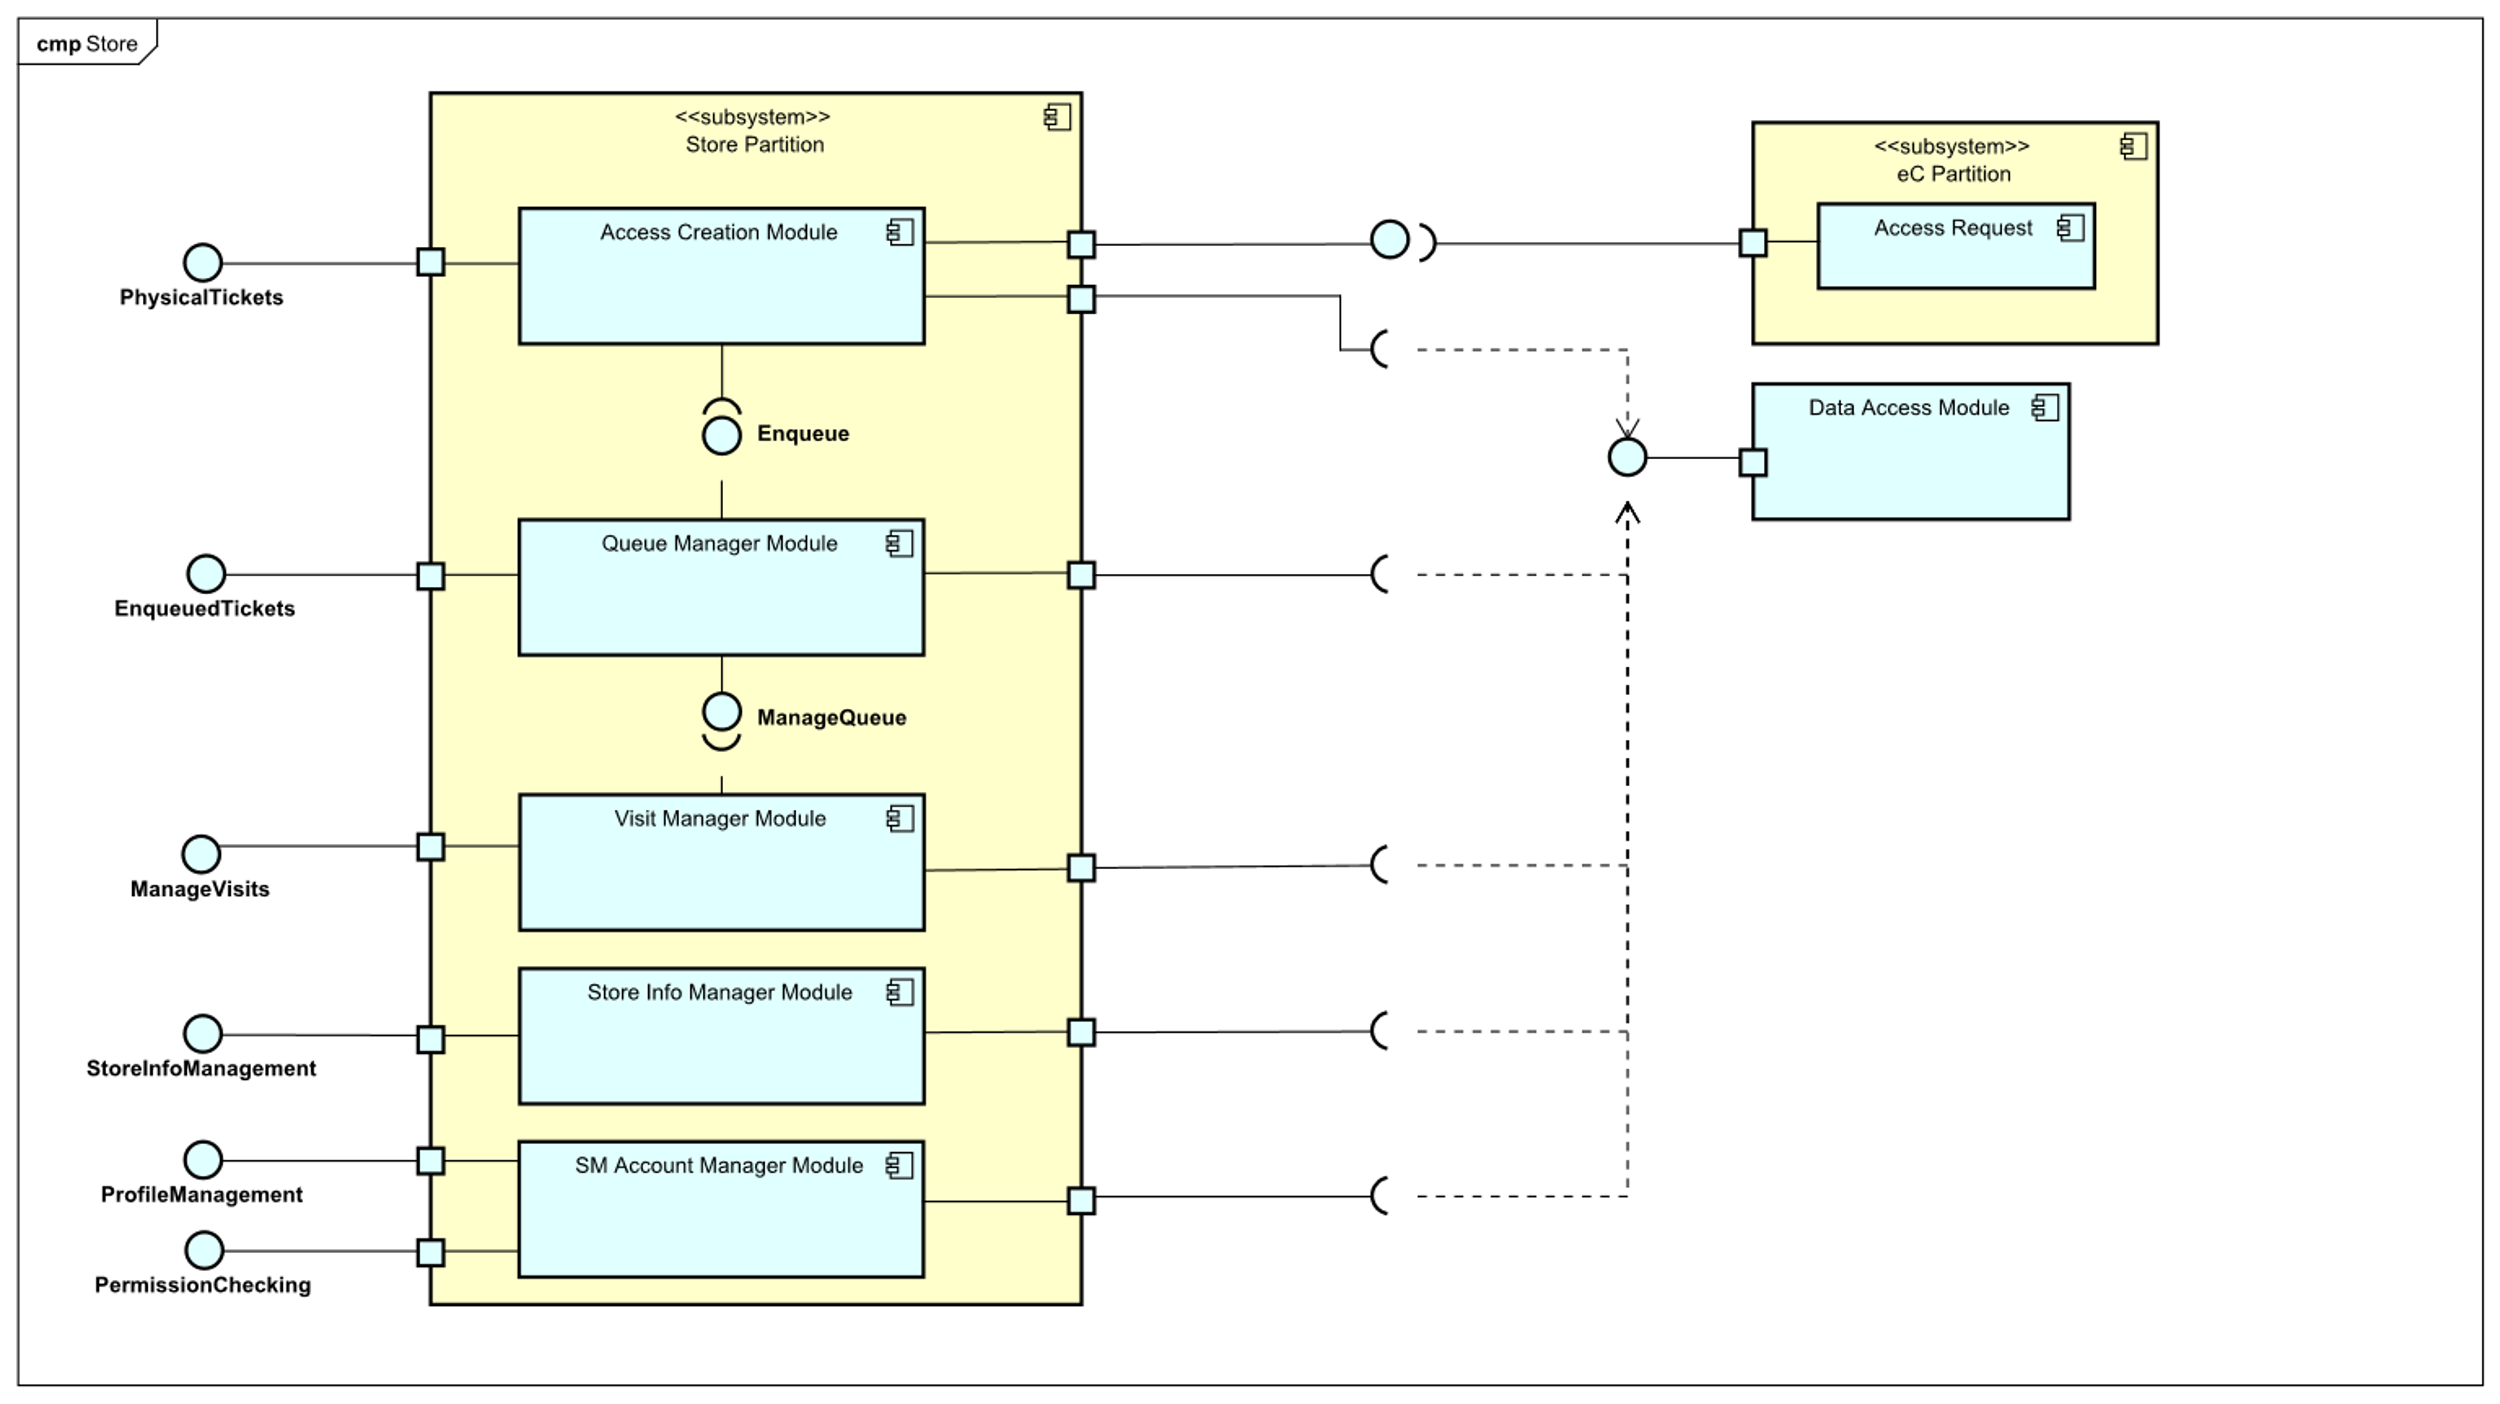 cmp Store
<<subsystem>>
Store Partition
<<subsystem>>
eC Partition
Access Creation Module
Access Request
PhysicalTickets
Enqueue
Data Access Module
Queue Manager Module
EnqueuedTickets
ManageQueue
Visit Manager Module
ManageVisits
Store Info Manager Module
StoreInfoManagement
SM Account Manager Module
ProfileManagement
PermissionChecking